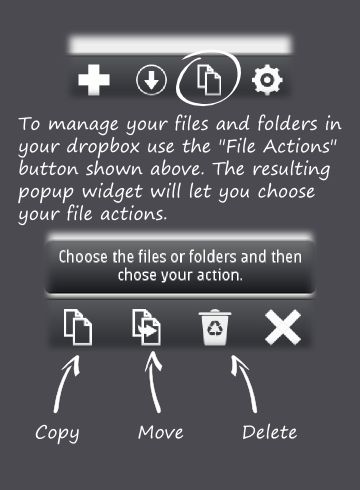 To manage your files and folders in
your dropbox use the "File Actions"
button shown above. The resulting
popup widget will let you choose
your file actions.
Choose the files or folders and then
chose your action.
Copy
Move
Delete